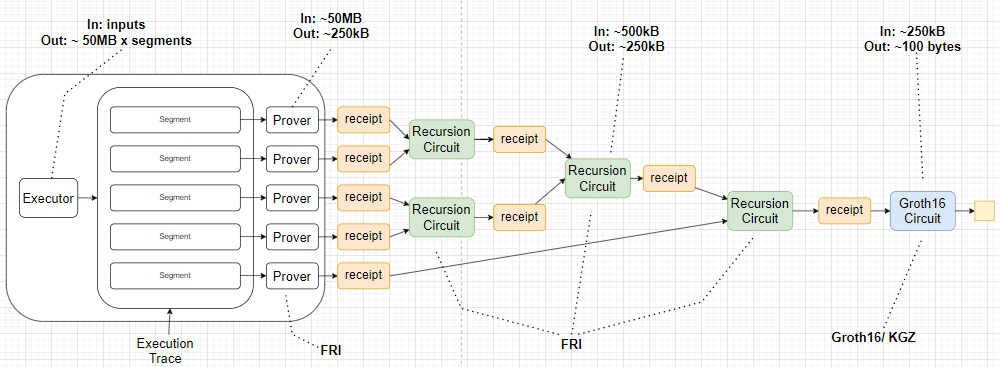 In: inputs
Out: ~ 50MB x segments
In: ~50MB
Out: ~250kB
In: ~500kB
Out: ~250kB
In: ~250kB
Out: ~100 bytes
Executor
Segment
Prover
receipt
Segment
Prover
receipt
Segment
Prover
receipt
Segment
Prover
receipt
Segment
Prover
receipt
Recursion
Circuit
receipt
Recursion
Circuit
receipt
Recursion
Circuit
receipt
Recursion
Circuit
receipt
Groth16
Circuit
Execution
Trace
FRI
FRI
Groth16/ KGZ